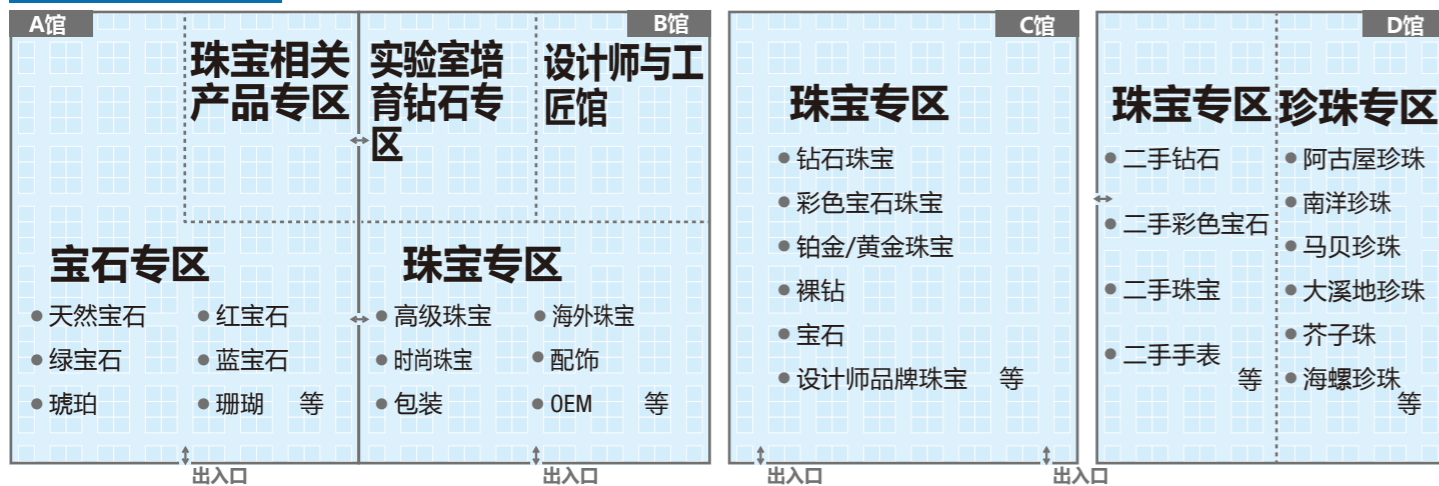 A馆
珠宝相关
产品专区
宝石专区
天然宝石
红宝石
绿宝石
蓝宝石
琥珀
珊瑚 等
出入口
B馆
实验室培
育钻石专
区
设计师与工
匠馆
珠宝专区
高级珠宝
海外珠宝
时尚珠宝
配饰
包装
OEM 等
出入口
C馆
珠宝专区
钻石珠宝
彩色宝石珠宝
铂金/黄金珠宝
裸钻
宝石
设计师品牌珠宝 等
出入口
出入口
D馆
珠宝专区
二手钻石
二手彩色宝石
二手珠宝
二手手表
等
珍珠专区
阿古屋珍珠
南洋珍珠
马贝珍珠
大溪地珍珠
芥子珠
海螺珍珠
等